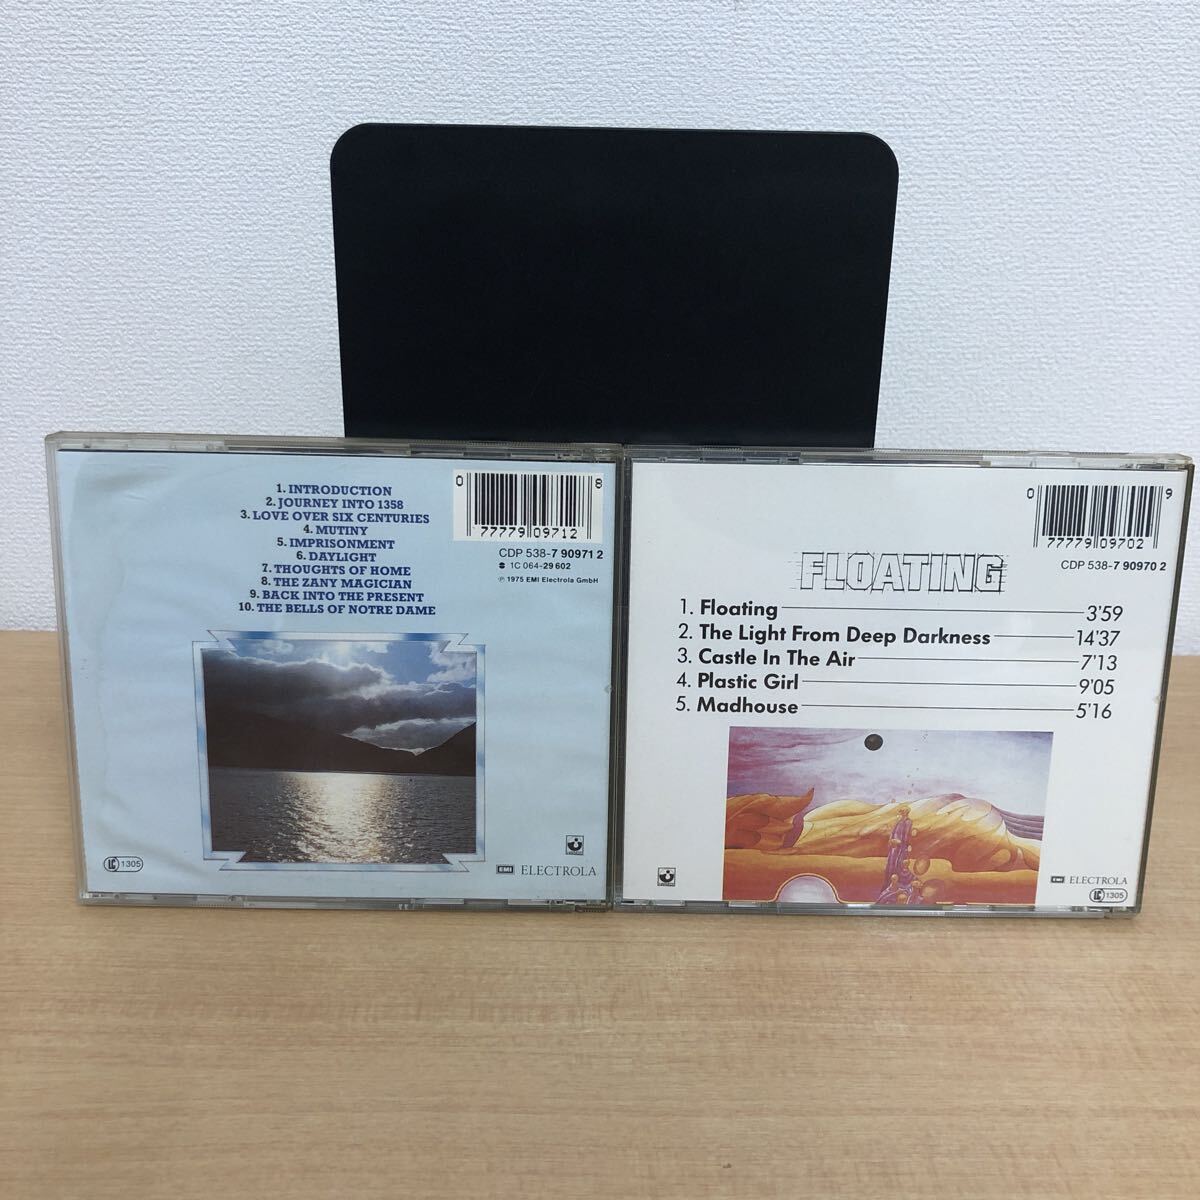 1. INTRODUCTION
2. JOURNEY INTO 1358
3. LOVE OVER SIX CENTURIES
4. MUTINY
5. IMPRISONMENT
6. DAYLIGHT
7. THOUGHTS OF HOME
8. THE ZANY MAGICIAN
9. BACK INTO THE PRESENT
10. THE BELLS OF NOTRE DAME
0 77779 09712 8
CDP 538-7 90971 2
1C 064-29 602
℗ 1975 EMI Electrola GmbH
LC 1305
EMI ELECTROLA
0 77779 09702 9
CDP 538-7 90970 2
FLOATING
1. Floating 3'59
2. The Light From Deep Darkness 14'37
3. Castle In The Air 7'13
4. Plastic Girl 9'05
5. Madhouse 5'16
EMI ELECTROLA
LC 1305